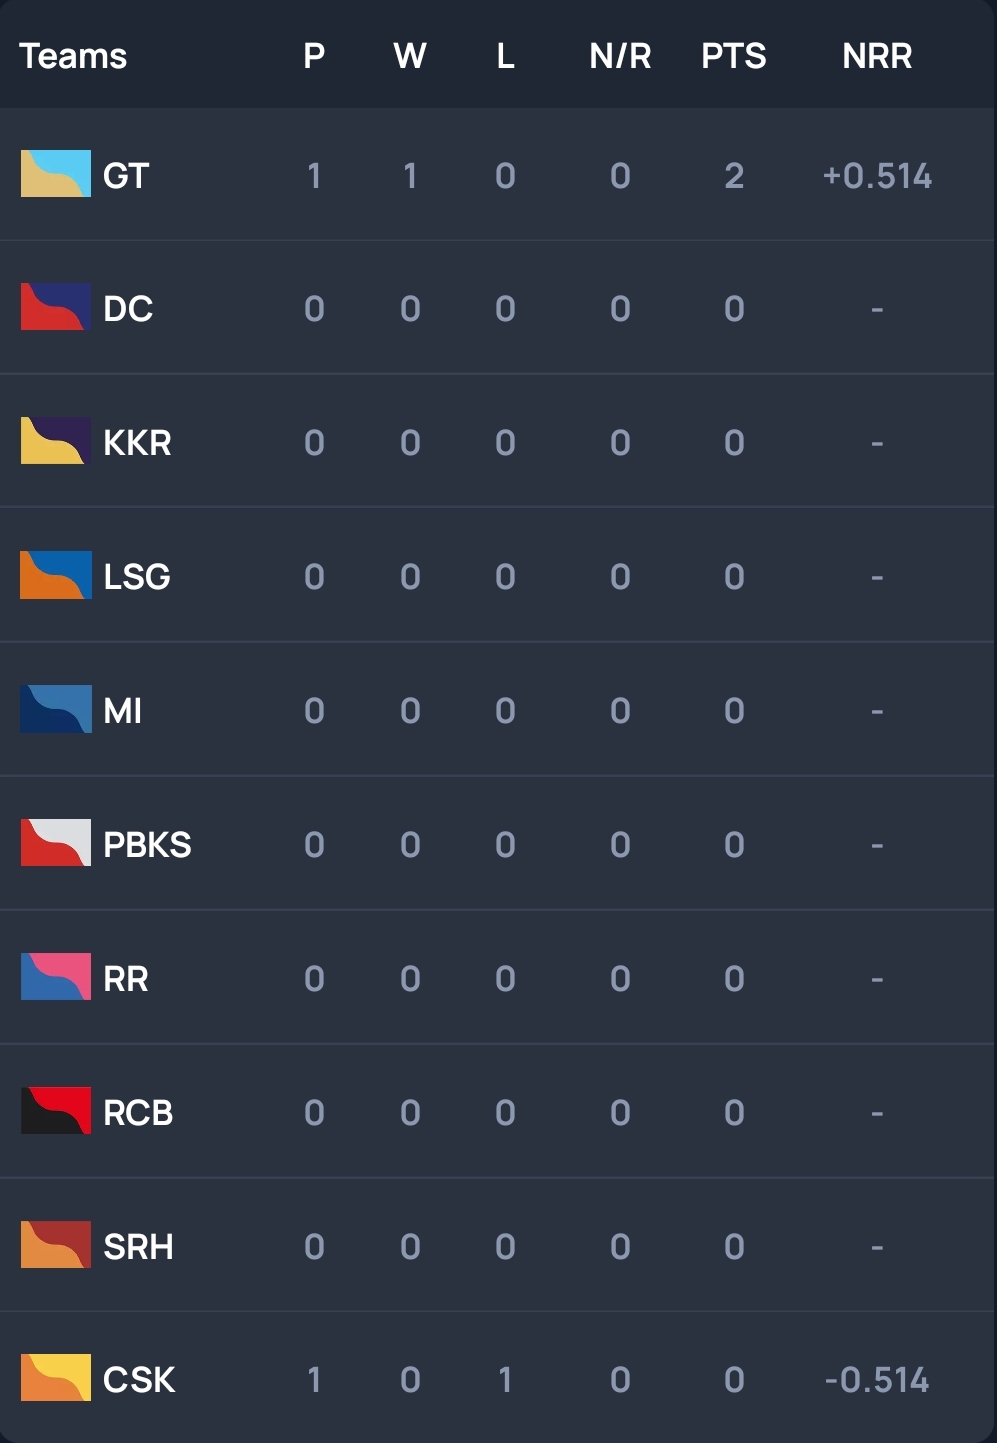 Teams P W L N/R PTS NRR
GT 1 1 0 0 2 +0.514
DC 0 0 0 0 0 -
KKR 0 0 0 0 0 -
LSG 0 0 0 0 0 -
MI 0 0 0 0 0 -
PBKS 0 0 0 0 0 -
RR 0 0 0 0 0 -
RCB 0 0 0 0 0 -
SRH 0 0 0 0 0 -
CSK 1 0 1 0 0 -0.514